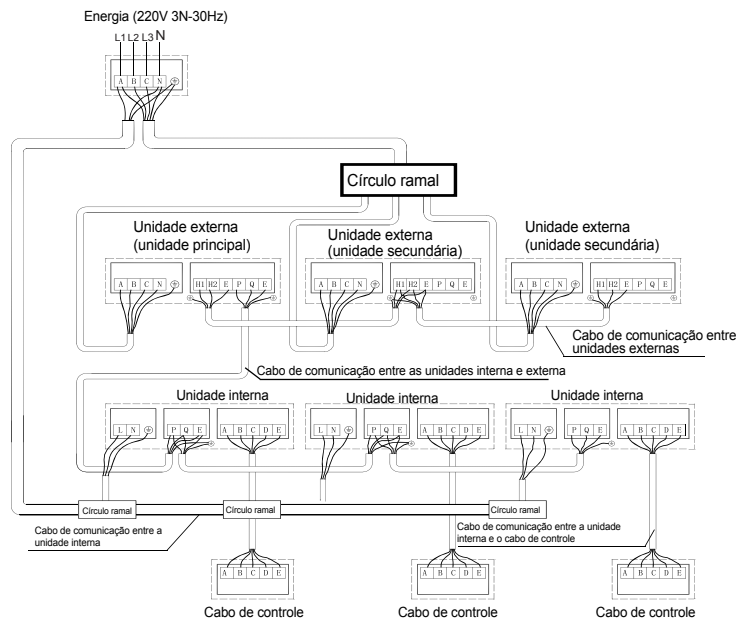 Energia (220V 3N-30Hz)
L1 L2 L3 N
A B C N
Círculo ramal
Unidade externa
(unidade principal)
Unidade externa
(unidade secundária)
Unidade externa
(unidade secundária)
A B C N
H1 H2 E P Q E
A B C N
H1 H2 E P Q E
A B C N
H1 H2 E P Q E
Cabo de comunicação entre
unidades externas
Cabo de comunicação entre as unidades interna e externa
Unidade interna
Unidade interna
Unidade interna
L N
P Q E
A B C D E
L N
P Q E
A B C D E
L N
P Q E
A B C D E
Círculo ramal
Círculo ramal
Círculo ramal
Cabo de comunicação entre a
unidade interna
Cabo de comunicação entre a unidade
interna e o cabo de controle
A B C D E
A B C D E
A B C D E
Cabo de controle
Cabo de controle
Cabo de controle